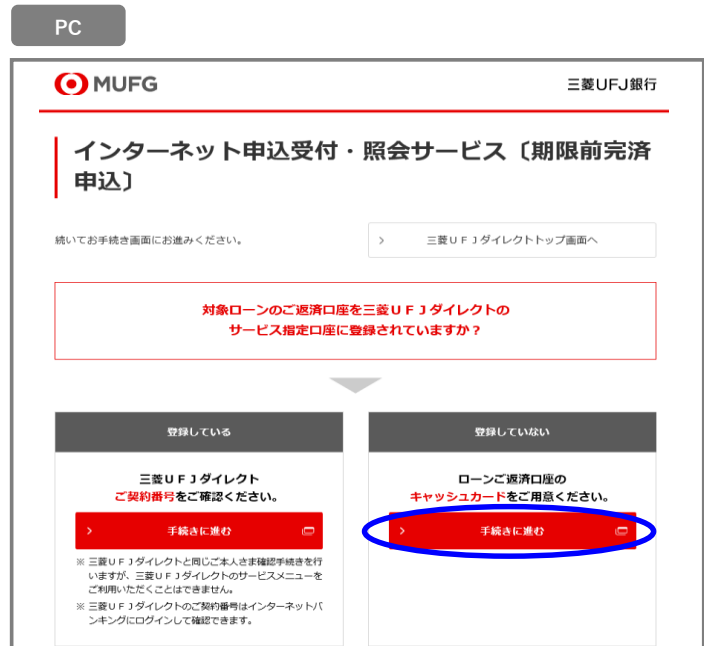 PC
MUFG
三菱UFJ銀行
インターネット申込受付・照会サービス〔期限前完済
申込〕
続いてお手続き画面にお進みください。
三菱ＵＦＪダイレクトトップ画面へ
対象ローンのご返済口座を三菱ＵＦＪダイレクトの
サービス指定口座に登録されていますか？
登録している
三菱ＵＦＪダイレクト
ご契約番号をご確認ください。
手続きに進む
※ 三菱ＵＦＪダイレクトと同じご本人さま確認手続きを行
いますが、三菱ＵＦＪダイレクトのサービスメニューを
ご利用いただくことはできません。
※ 三菱ＵＦＪダイレクトのご契約番号はインターネットバ
ンキングにログインして確認できます。
登録していない
ローンご返済口座の
キャッシュカードをご用意ください。
手続きに進む